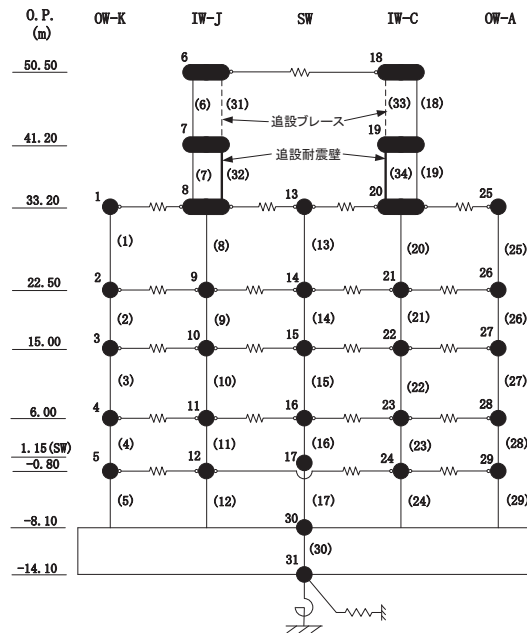 O.P. OW-K IW-J SW IW-C OW-A
(m)
6 18
50.50
(6) (31) (33) (18)
追設ブレース
7 19
41.20
追設耐震壁
(7) (32) (34) (19)
1 8 13 20 25
33.20
(1) (8) (13) (20) (25)
2 9 14 21 26
22.50
(2) (9) (14) (21) (26)
3 10 15 22 27
15.00
(3) (10) (15) (22) (27)
4 11 16 23 28
6.00
(4) (11) (16) (23) (28)
1.15(SW)
5 12 17 24 29
-0.80
(5) (12) (17) (24) (29)
30
-8.10
(30)
31
-14.10